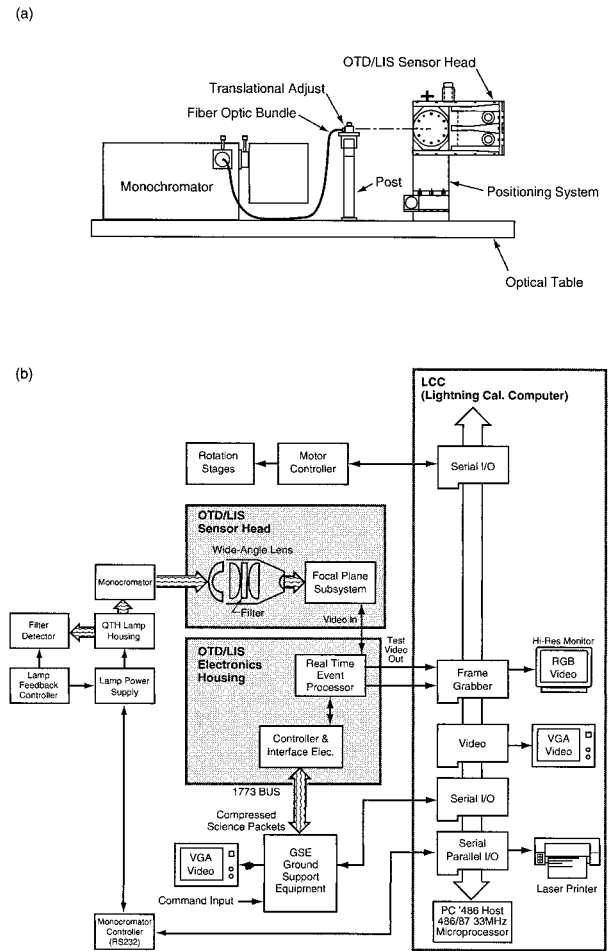 (a)
OTD/LIS Sensor Head
Translational Adjust
Fiber Optic Bundle
Monochromator
Post
Positioning System
Optical Table
(b)
LCC
(Lightning Cal. Computer)
Rotation
Stages
Motor
Controller
Serial I/O
OTD/LIS
Sensor Head
Wide-Angle Lens
Monocromator
Focal Plane
Subsystem
Filter
Video In
Filter
Detector
QTH Lamp
Housing
OTD/LIS
Electronics
Housing
Test
Video
Out
Hi-Res Monitor
Real Time
Event
Processor
Frame
Grabber
RGB
Video
Lamp
Feedback
Controller
Lamp Power
Supply
Controller &
Interface Elec.
Video
VGA
Video
1773 BUS
Compressed
Science Packets
Serial I/O
VGA
Video
GSE
Ground
Support
Equipment
Serial
Parallel I/O
Laser Printer
Command Input
Monocromator
Controller
(RS232)
PC '486 Host
486/87 33MHz
Microprocessor